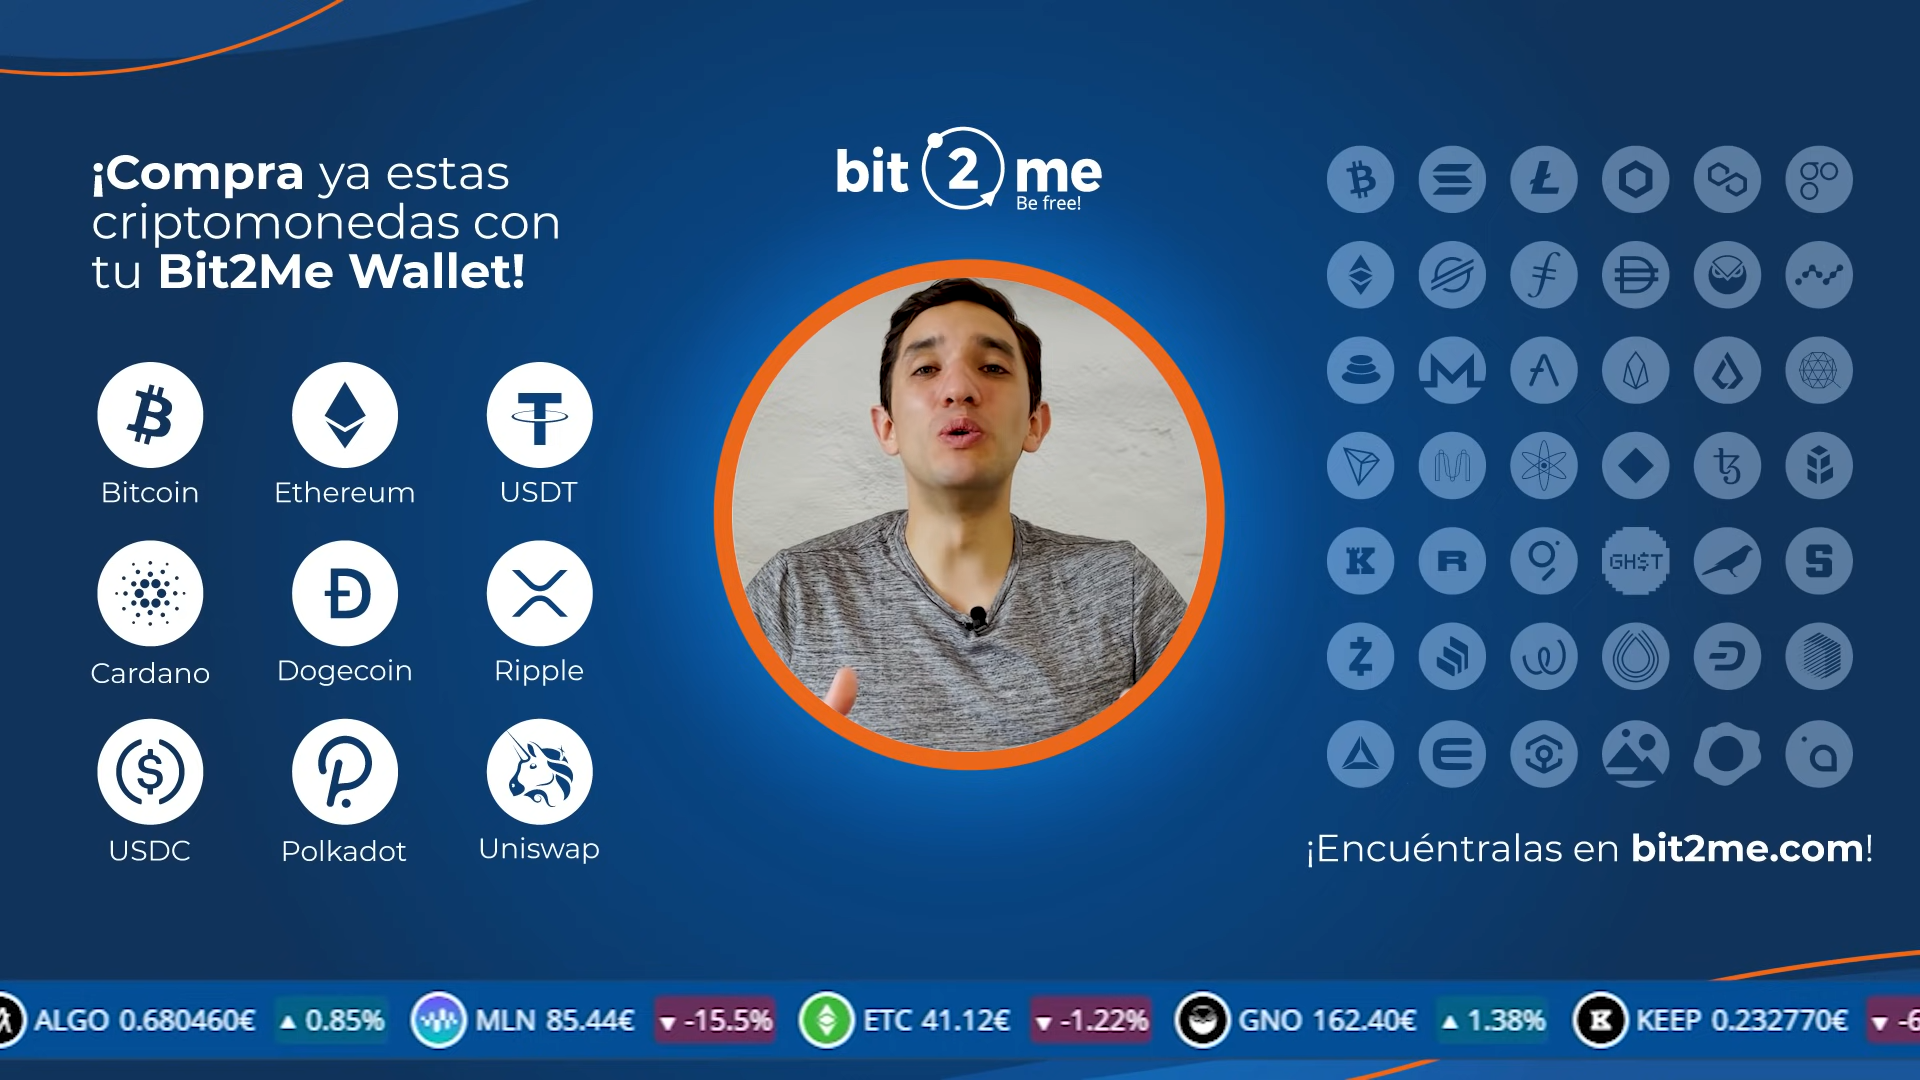 ¡Compra ya estas
criptomonedas con
tu Bit2Me Wallet!
bit 2 me
Be free!
Bitcoin
Ethereum
USDT
Cardano
Dogecoin
Ripple
USDC
Polkadot
Uniswap
GH$T
¡Encuéntralas en bit2me.com!
ALGO 0.680460€ ▲ 0.85% MLN 85.44€ ▼ -15.5% ETC 41.12€ ▼ -1.22% GNO 162.40€ ▲ 1.38% KEEP 0.232770€ ▼